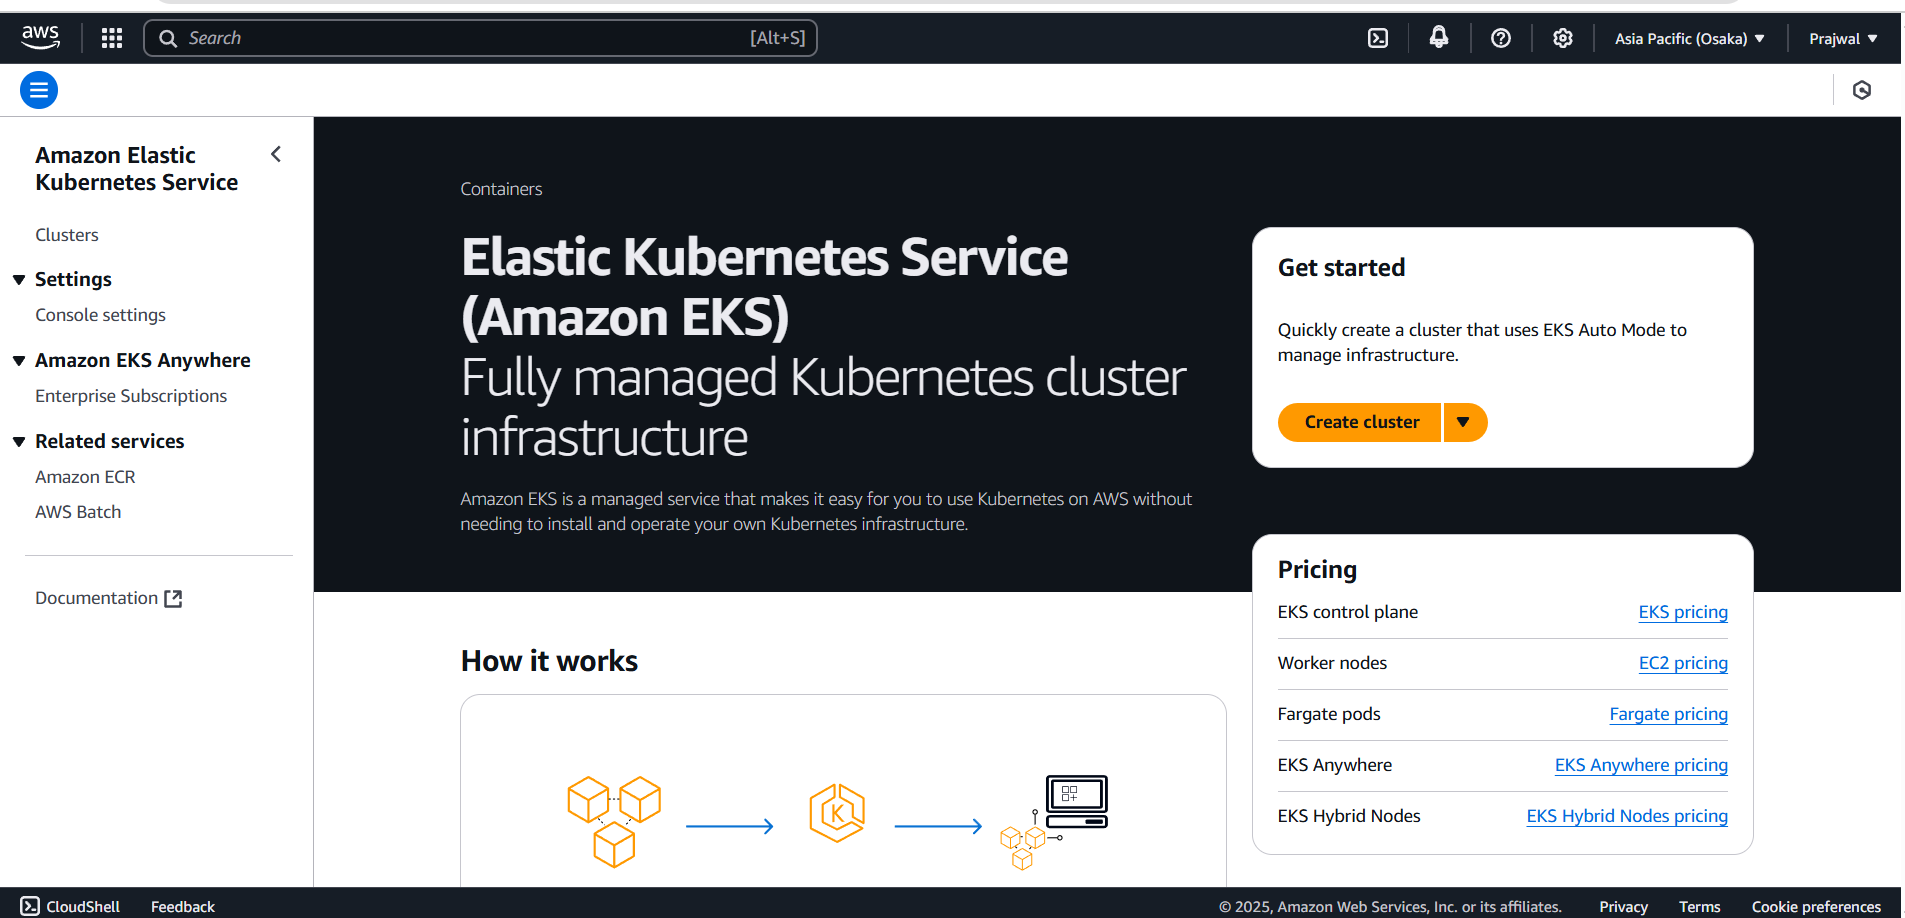 aws
Search
[Alt+S]
Asia Pacific (Osaka)
Prajwal
Amazon Elastic
Kubernetes Service
Clusters
Settings
Console settings
Amazon EKS Anywhere
Enterprise Subscriptions
Related services
Amazon ECR
AWS Batch
Documentation
Containers
Elastic Kubernetes Service
(Amazon EKS)
Fully managed Kubernetes cluster
infrastructure
Amazon EKS is a managed service that makes it easy for you to use Kubernetes on AWS without
needing to install and operate your own Kubernetes infrastructure.
Get started
Quickly create a cluster that uses EKS Auto Mode to
manage infrastructure.
Create cluster
Pricing
EKS control plane EKS pricing
Worker nodes EC2 pricing
Fargate pods Fargate pricing
EKS Anywhere EKS Anywhere pricing
EKS Hybrid Nodes EKS Hybrid Nodes pricing
How it works
K
CloudShell
Feedback
© 2025, Amazon Web Services, Inc. or its affiliates.
Privacy
Terms
Cookie preferences